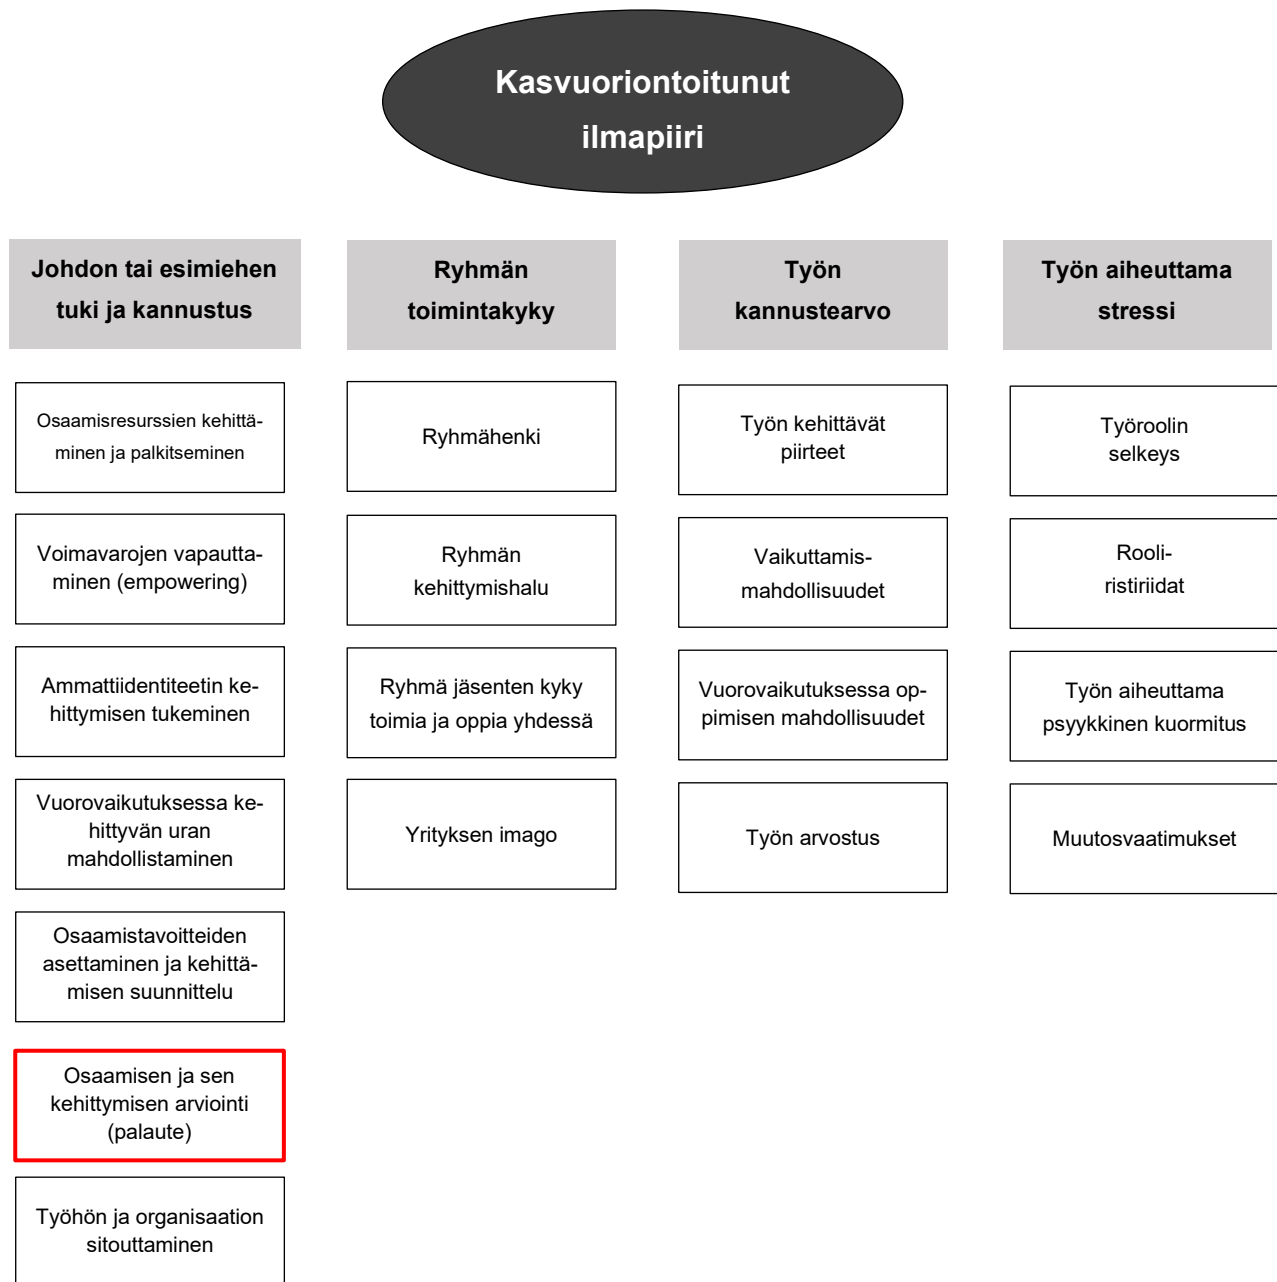 Kasvuoriontoitunut
ilmapiiri
Johdon tai esimiehen
tuki ja kannustus
Osaamisresurssien kehittä-
minen ja palkitseminen
Voimavarojen vapautta-
minen (empowering)
Ammattiidentiteetin ke-
hittymisen tukeminen
Vuorovaikutuksessa ke-
hittyvän uran
mahdollistaminen
Osaamistavoitteiden
asettaminen ja kehittä-
misen suunnittelu
Osaamisen ja sen
kehittymisen arviointi
(palaute)
Työhön ja organisaation
sitouttaminen
Ryhmän
toimintakyky
Ryhmähenki
Ryhmän
kehittymishalu
Ryhmä jäsenten kyky
toimia ja oppia yhdessä
Yrityksen imago
Työn
kannustearvo
Työn kehittävät
piirteet
Vaikuttamis-
mahdollisuudet
Vuorovaikutuksessa op-
pimisen mahdollisuudet
Työn arvostus
Työn aiheuttama
stressi
Työroolin
selkeys
Rooli-
ristiriidat
Työn aiheuttama
psyykkinen kuormitus
Muutosvaatimukset